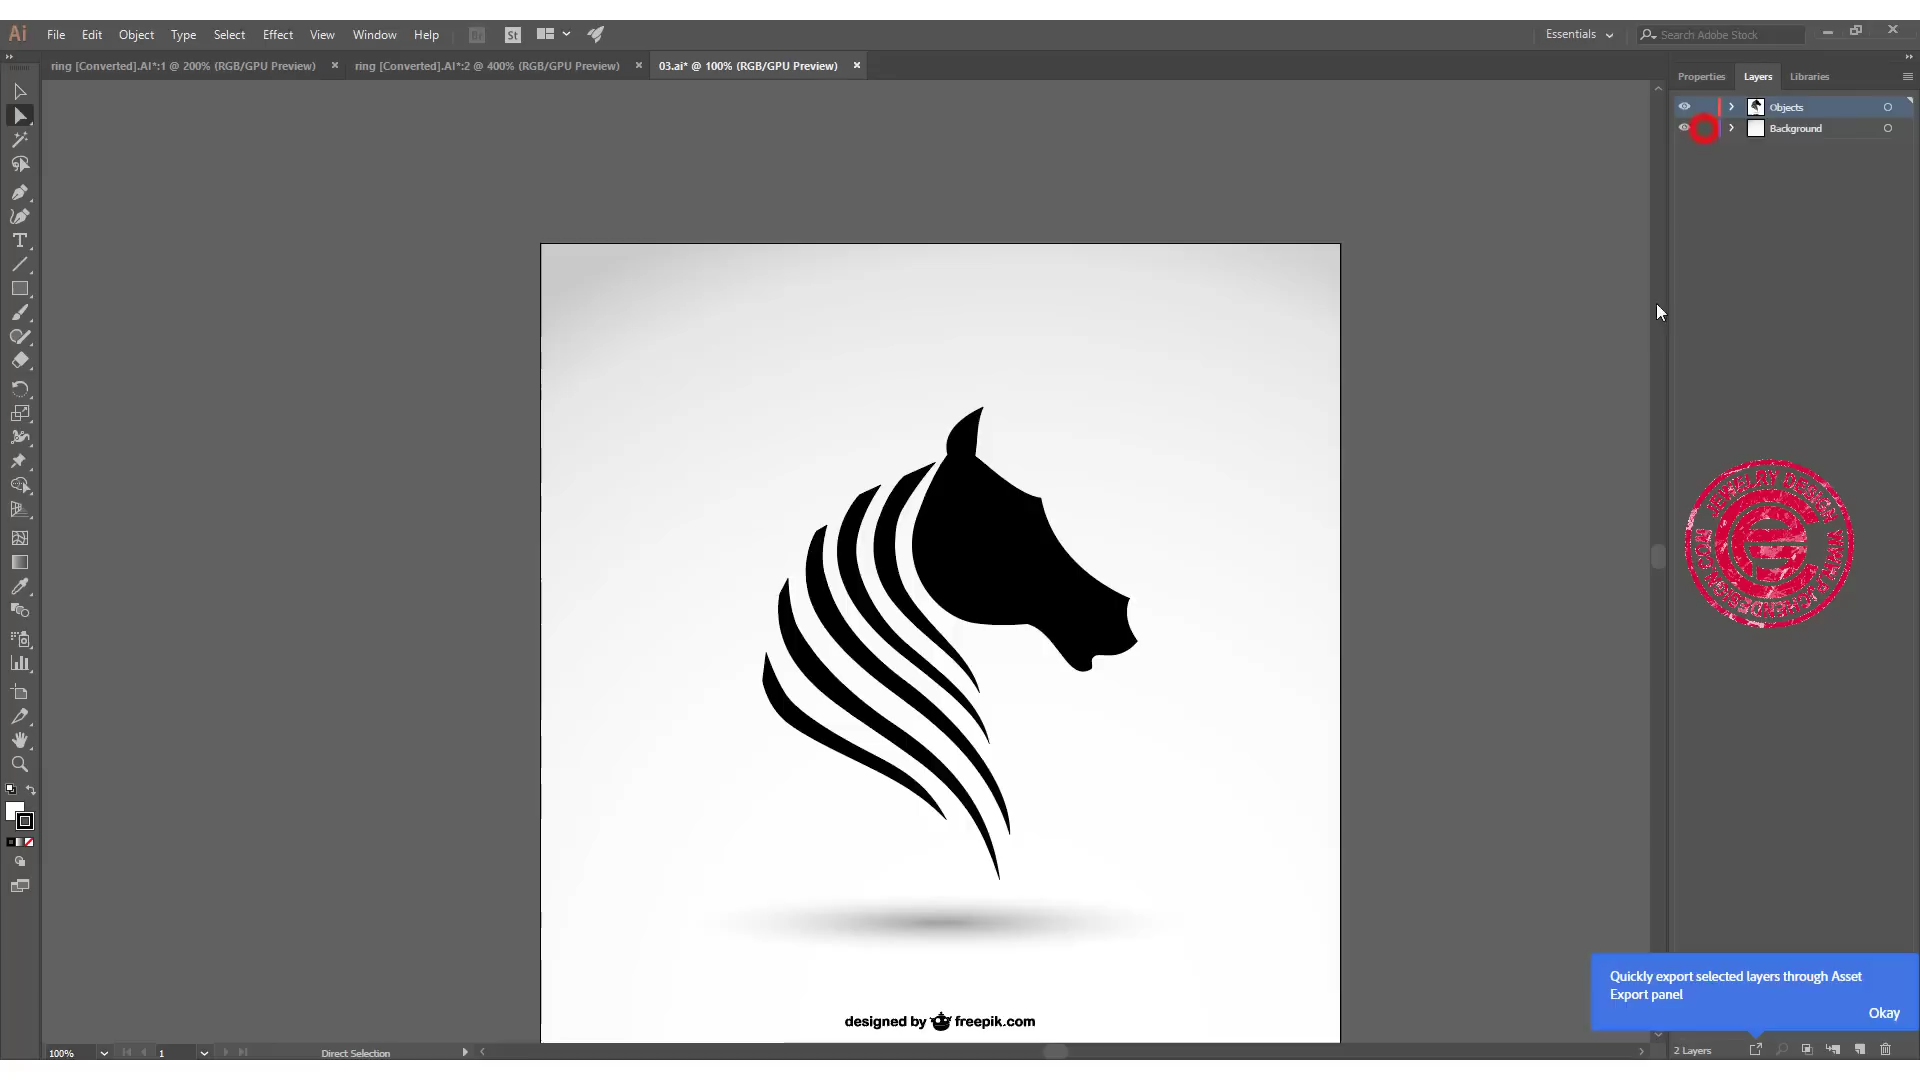 Ai File Edit Object Type Select Effect View Window Help Br St Essentials Search Adobe Stock
ring [Converted].AI*:1 @ 200% (RGB/GPU Preview) × ring [Converted].AI*:2 @ 400% (RGB/GPU Preview) × 03.ai* @ 100% (RGB/GPU Preview) ×
Properties Layers Libraries
Objects
Background
JEWELRY DESIGN
Quickly export selected layers through Asset
Export panel
Okay
designed by freepik.com
100% 1 Direct Selection 2 Layers